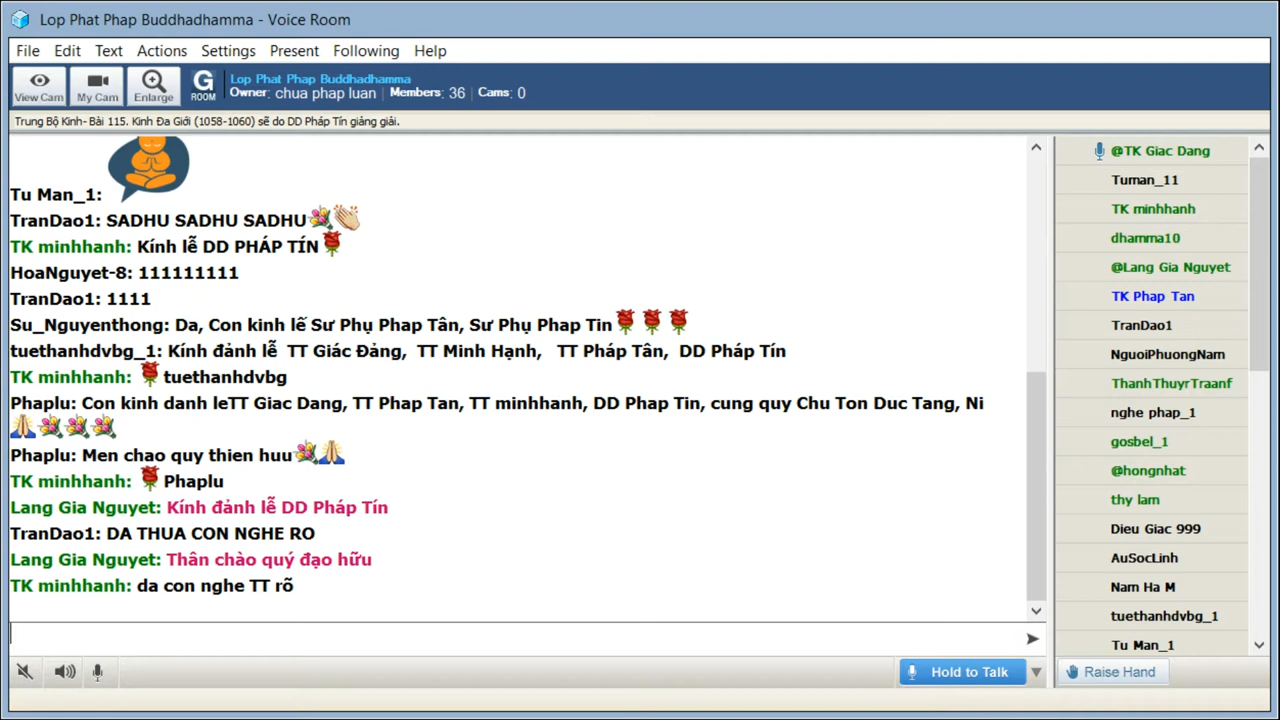 Lop Phat Phap Buddhadhamma - Voice Room
File Edit Text Actions Settings Present Following Help
View Cam My Cam Enlarge G ROOM
Lop Phat Phap Buddhadhamma
Owner: chua phap luan | Members: 36 | Cams: 0
Trung Bộ Kinh- Bài 115. Kinh Đa Giới (1058-1060) sẽ do DD Pháp Tín giảng giải.
Tu Man_1:
TranDao1: SADHU SADHU SADHU
TK minhhanh: Kính lễ DD PHÁP TÍN
HoaNguyet-8: 111111111
TranDao1: 1111
Su_Nguyenthong: Da, Con kinh lế Sư Phụ Phap Tân, Sư Phụ Phap Tin
tuethanhdvbg_1: Kính đảnh lễ TT Giác Đảng, TT Minh Hạnh, TT Pháp Tân, DD Pháp Tín
TK minhhanh: tuethanhdvbg
Phaplu: Con kinh danh leTT Giac Dang, TT Phap Tan, TT minhhanh, DD Phap Tin, cung quy Chu Ton Duc Tang, Ni
Phaplu: Men chao quy thien huu
TK minhhanh: Phaplu
Lang Gia Nguyet: Kính đảnh lễ DD Pháp Tín
TranDao1: DA THUA CON NGHE RO
Lang Gia Nguyet: Thân chào quý đạo hữu
TK minhhanh: da con nghe TT rõ
Hold to Talk
@TK Giac Dang
Tuman_11
TK minhhanh
dhamma10
@Lang Gia Nguyet
TK Phap Tan
TranDao1
NguoiPhuongNam
ThanhThuyrTraanf
nghe phap_1
gosbel_1
@hongnhat
thy lam
Dieu Giac 999
AuSocLinh
Nam Ha M
tuethanhdvbg_1
Tu Man_1
Raise Hand